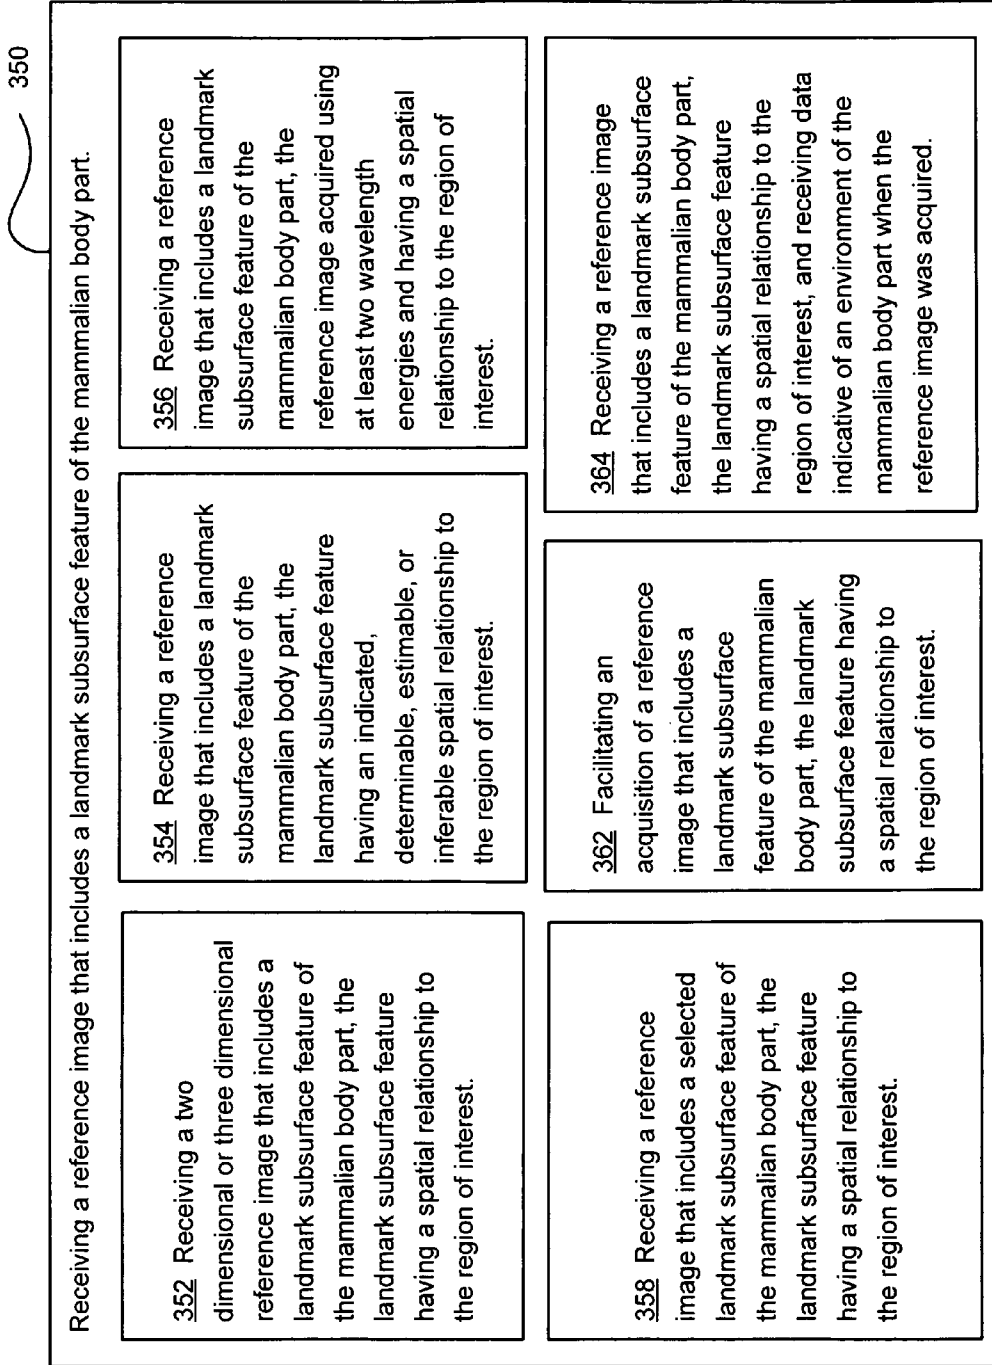 350
Receiving a reference image that includes a landmark subsurface feature of the mammalian body part.
352 Receiving a two
dimensional or three dimensional
reference image that includes a
landmark subsurface feature of
the mammalian body part, the
landmark subsurface feature
having a spatial relationship to
the region of interest.
354 Receiving a reference
image that includes a landmark
subsurface feature of the
mammalian body part, the
landmark subsurface feature
having an indicated,
determinable, estimable, or
inferable spatial relationship to
the region of interest.
356 Receiving a reference
image that includes a landmark
subsurface feature of the
mammalian body part, the
reference image acquired using
at least two wavelength
energies and having a spatial
relationship to the region of
interest.
358 Receiving a reference
image that includes a selected
landmark subsurface feature of
the mammalian body part, the
landmark subsurface feature
having a spatial relationship to
the region of interest.
362 Facilitating an
acquisition of a reference
image that includes a
landmark subsurface
feature of the mammalian
body part, the landmark
subsurface feature having
a spatial relationship to
the region of interest.
364 Receiving a reference image
that includes a landmark subsurface
feature of the mammalian body part,
the landmark subsurface feature
having a spatial relationship to the
region of interest, and receiving data
indicative of an environment of the
mammalian body part when the
reference image was acquired.